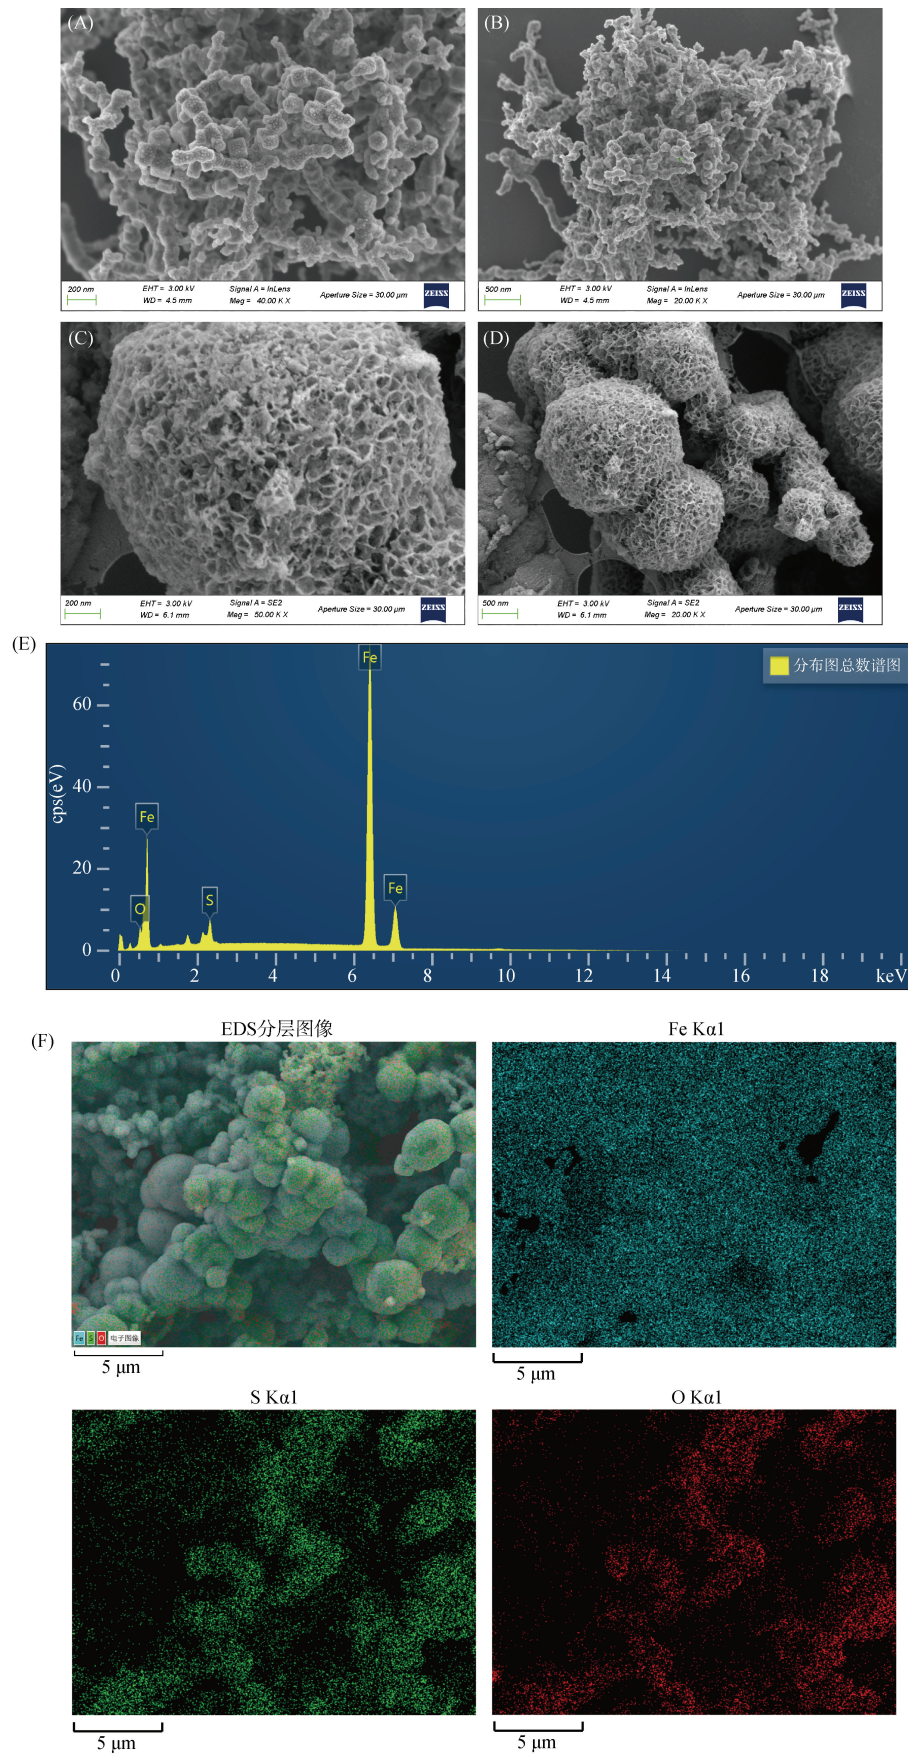 (A)
200 nm
EHT = 3.00 kV
WD = 4.5 mm
Signal A = InLens
Mag = 40.00 K X
Aperture Size = 30.00 μm
ZEISS
(B)
500 nm
EHT = 3.00 kV
WD = 4.5 mm
Signal A = InLens
Mag = 20.00 K X
Aperture Size = 30.00 μm
ZEISS
(C)
200 nm
EHT = 3.00 kV
WD = 6.1 mm
Signal A = SE2
Mag = 50.00 K X
Aperture Size = 30.00 μm
ZEISS
(D)
500 nm
EHT = 3.00 kV
WD = 6.1 mm
Signal A = SE2
Mag = 20.00 K X
Aperture Size = 30.00 μm
ZEISS
(E)
Fe
分布图总数谱图
60
40
cps(eV)
Fe
20
O
S
Fe
0
0 2 4 6 8 10 12 14 16 18 keV
(F)
EDS分层图像
Fe Kα1
Fe S O 电子图像
5 μm
5 μm
S Kα1
O Kα1
5 μm
5 μm